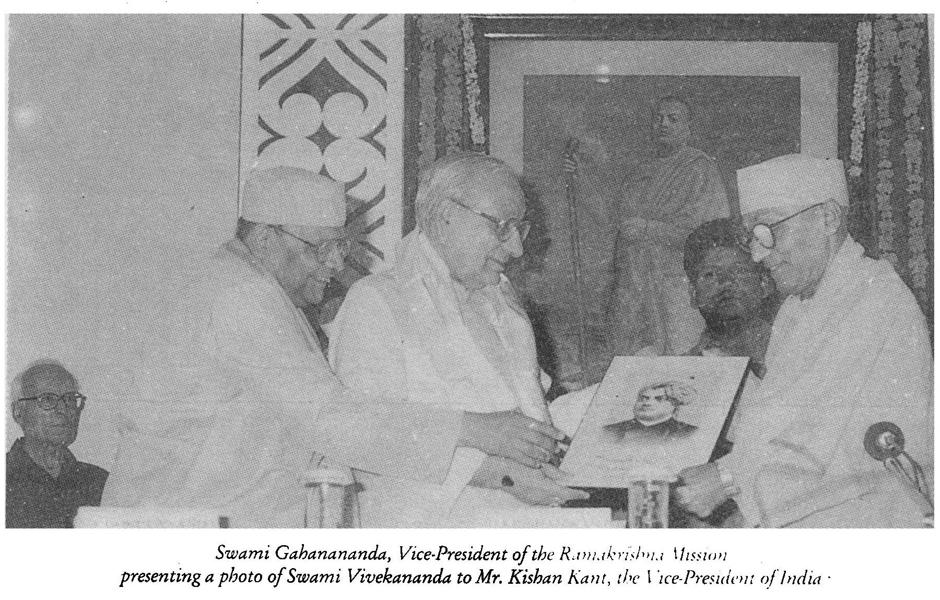 Swami Gahanananda, Vice-President of the Ramakrishna Mission
presenting a photo of Swami Vivekananda to Mr. Kishan Kant, the Vice-President of India